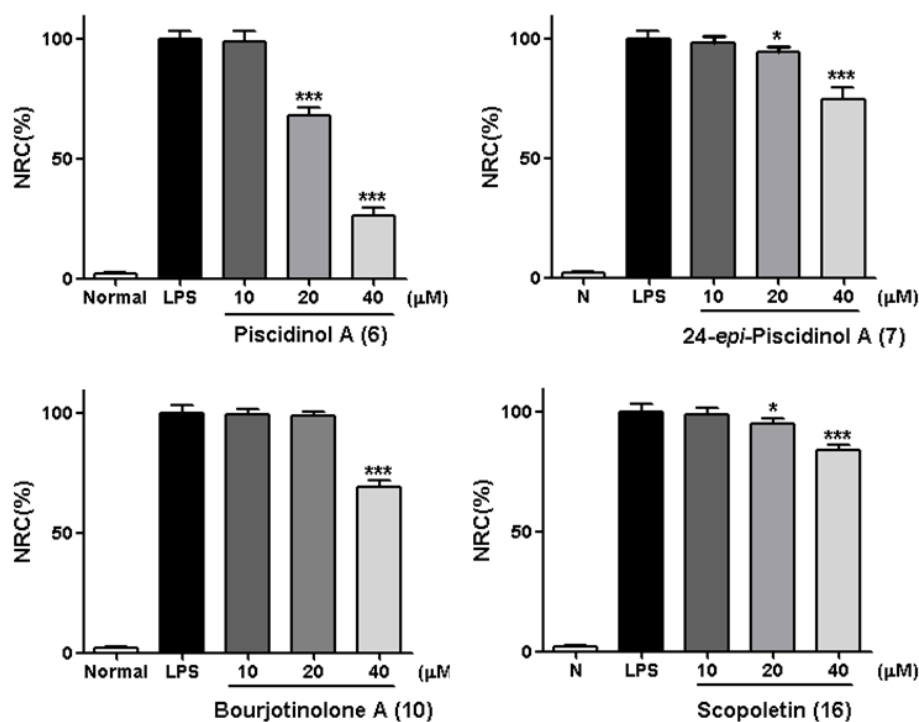 NRC(%)
100
50
0
***
***
Normal LPS 10 20 40 (μM)
Piscidinol A (6)
NRC(%)
100
50
0
*
***
N LPS 10 20 40 (μM)
24-epi-Piscidinol A (7)
NRC(%)
100
50
0
***
Normal LPS 10 20 40 (μM
Bourjotinolone A (10)
NRC(%)
100
50
0
*
***
N LPS 10 20 40 (μM)
Scopoletin (16)